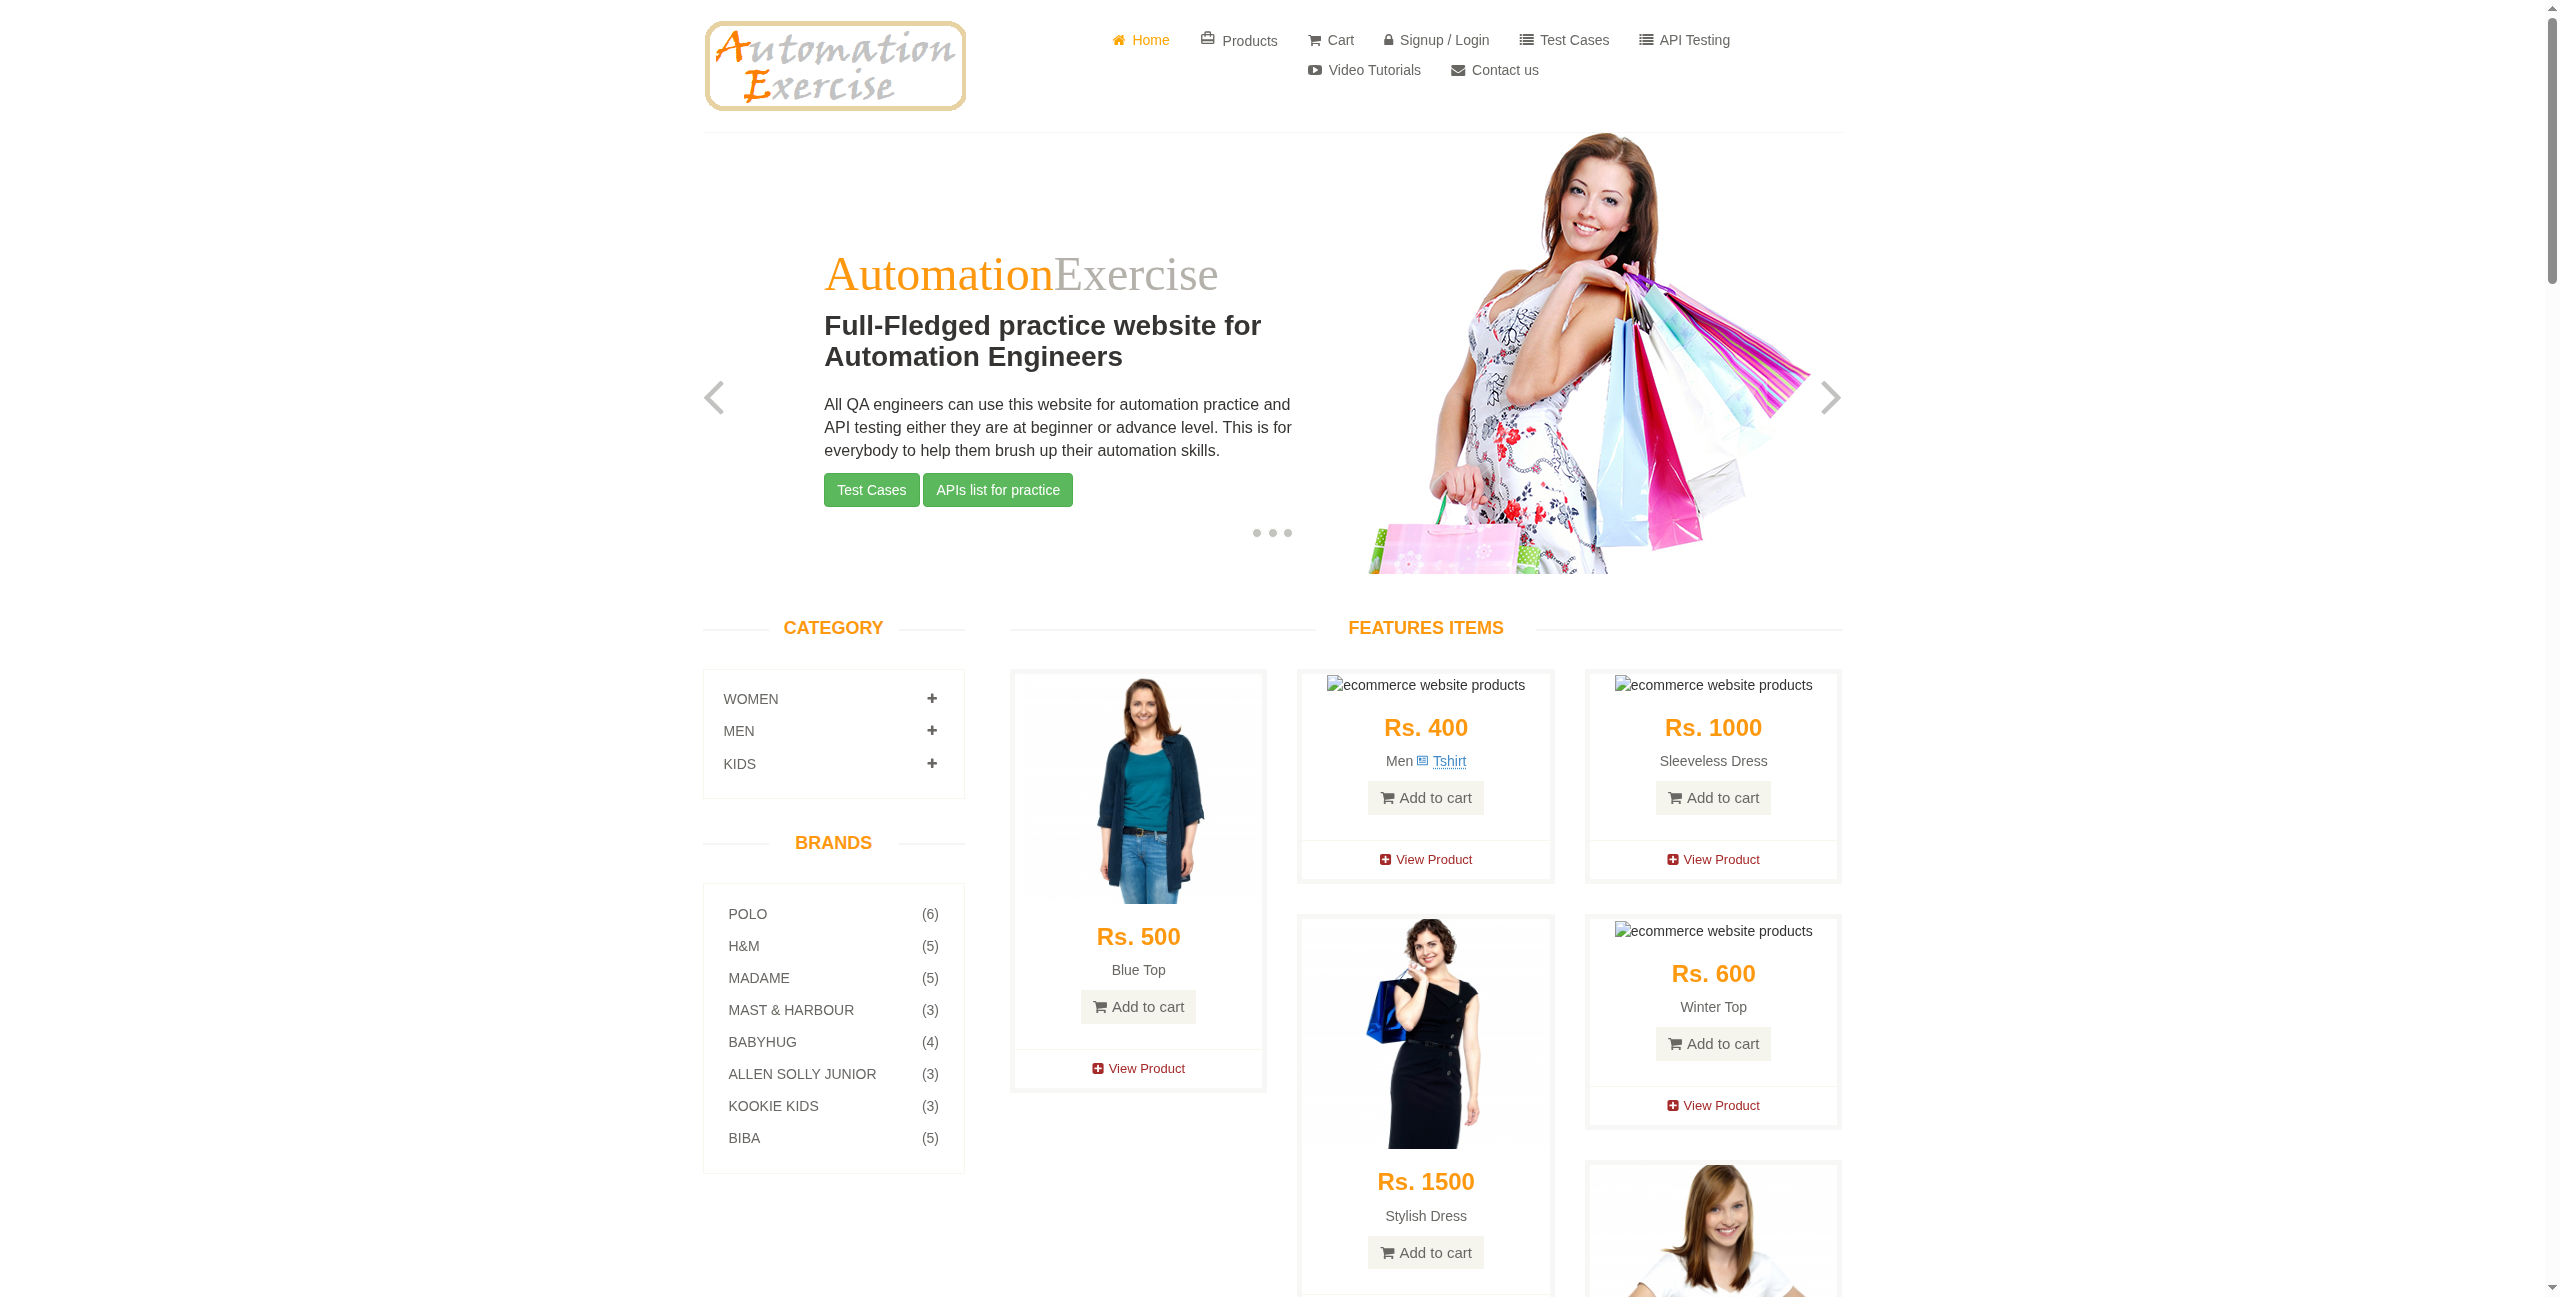 Automation
Exercise
Home
Products
Cart
Signup / Login
Test Cases
API Testing
Video Tutorials
Contact us
AutomationExercise
Full-Fledged practice website for
Automation Engineers
All QA engineers can use this website for automation practice and
API testing either they are at beginner or advance level. This is for
everybody to help them brush up their automation skills.
Test Cases
APIs list for practice
CATEGORY
WOMEN
MEN
KIDS
BRANDS
POLO (6)
H&M (5)
MADAME (5)
MAST & HARBOUR (3)
BABYHUG (4)
ALLEN SOLLY JUNIOR (3)
KOOKIE KIDS (3)
BIBA (5)
FEATURES ITEMS
Rs. 500
Blue Top
Add to cart
View Product
ecommerce website products
Rs. 400
Men Tshirt
Add to cart
View Product
ecommerce website products
Rs. 1000
Sleeveless Dress
Add to cart
View Product
Rs. 1500
Stylish Dress
Add to cart
ecommerce website products
Rs. 600
Winter Top
Add to cart
View Product